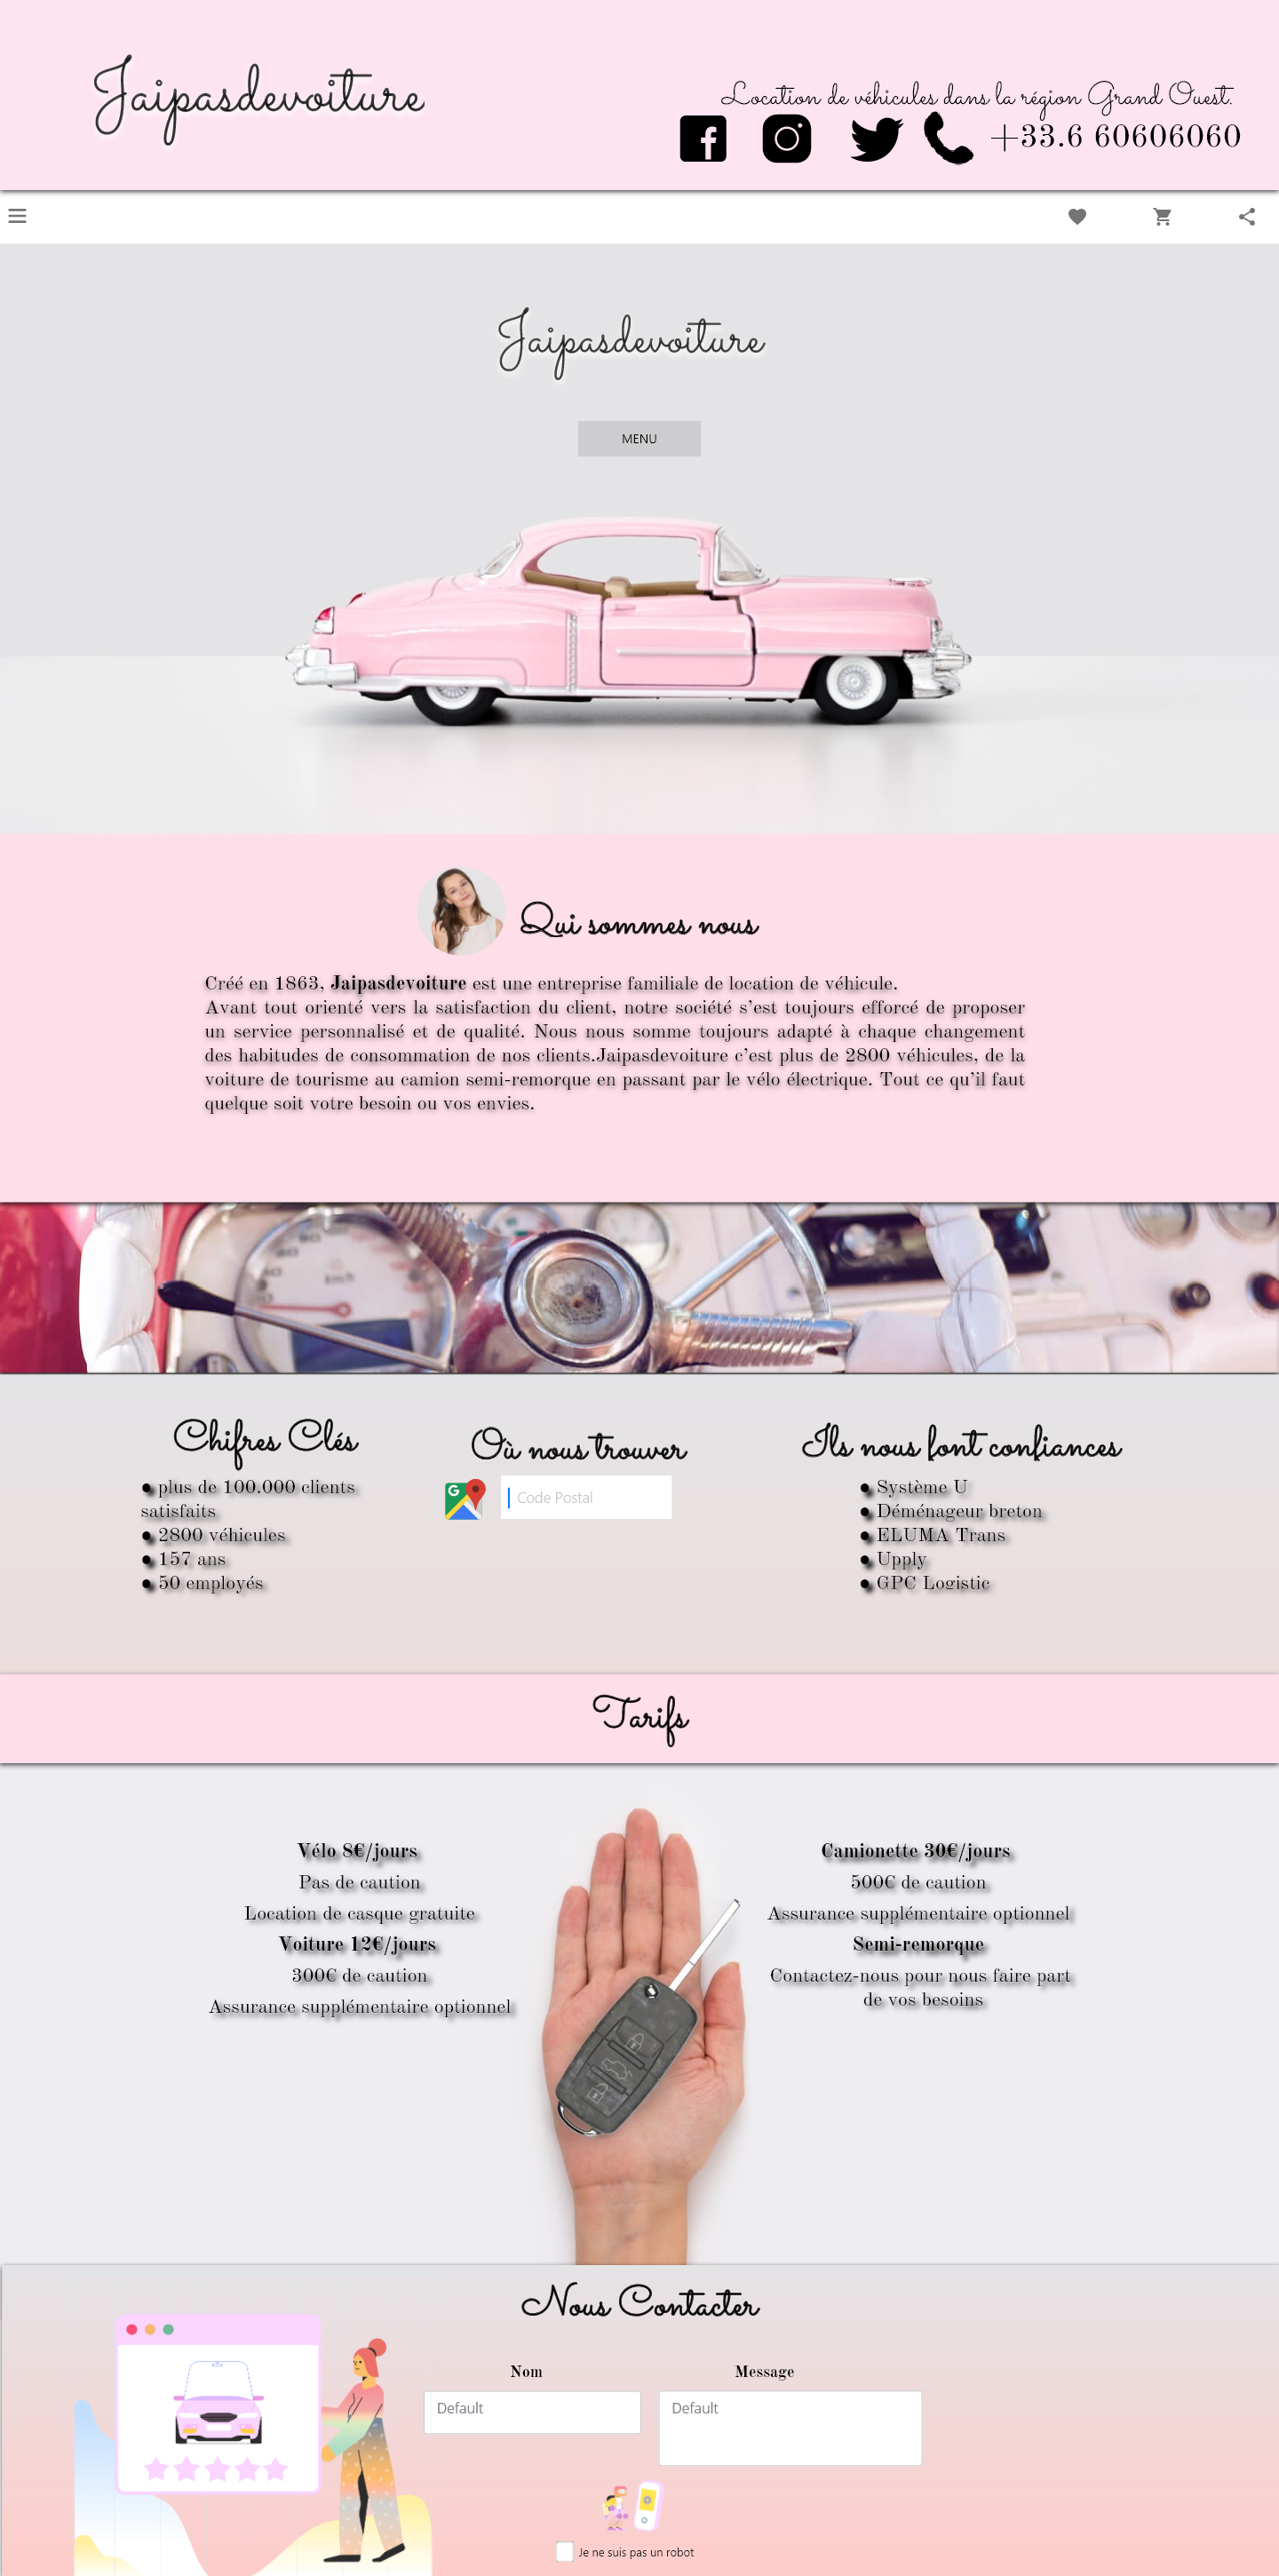 Jaipasdevoiture
Location de véhicules dans la région Grand Ouest.
+33.6 60606060
Jaipasdevoiture
MENU
Qui sommes nous
Créé en 1863, Jaipasdevoiture est une entreprise familiale de location de véhicule.
Avant tout orienté vers la satisfaction du client, notre société s'est toujours efforcé de proposer
un service personnalisé et de qualité. Nous nous somme toujours adapté à chaque changement
des habitudes de consommation de nos clients.Jaipasdevoiture c'est plus de 2800 véhicules, de la
voiture de tourisme au camion semi-remorque en passant par le vélo électrique. Tout ce qu'il faut
quelque soit votre besoin ou vos envies.
km/h
Chifres Clés
● plus de 100.000 clients
satisfaits
● 2800 véhicules
● 157 ans
● 50 employés
Où nous trouver
G
Code Postal
Ils nous font confiances
● Système U
● Déménageur breton
● ELUMA Trans
● Upply
● GPC Logistic
Tarifs
Vélo 8€/jours
Pas de caution
Location de casque gratuite
Voiture 12€/jours
300€ de caution
Assurance supplémentaire optionnel
Camionette 30€/jours
500€ de caution
Assurance supplémentaire optionnel
Semi-remorque
Contactez-nous pour nous faire part
de vos besoins
Nous Contacter
Nom
Default
Message
Default
Je ne suis pas un robot